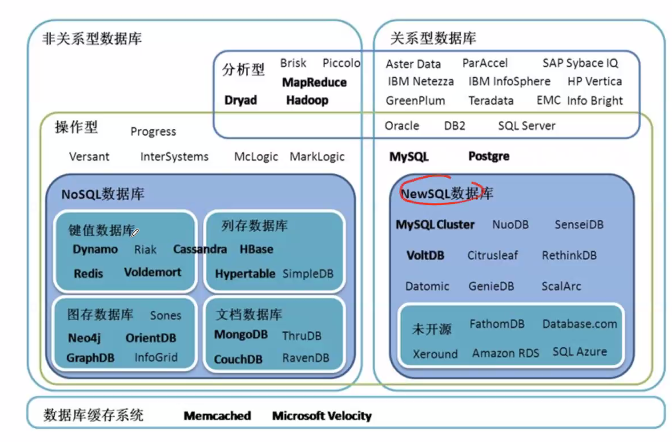 非关系型数据库
关系型数据库
分析型
Brisk Piccolo
MapReduce
Dryad Hadoop
Aster Data ParAccel SAP Sybace IQ
IBM Netezza IBM InfoSphere HP Vertica
GreenPlum Teradata EMC Info Bright
Oracle DB2 SQL Server
操作型
Progress
Versant InterSystems McLogic MarkLogic
MySQL Postgre
NoSQL数据库
键值数据库
Dynamo Riak Cassandra
Redis Voldemort
列存数据库
HBase
Hypertable SimpleDB
图存数据库 Sones
Neo4j OrientDB
GraphDB InfoGrid
文档数据库
MongoDB ThruDB
CouchDB RavenDB
NewSQL数据库
MySQL Cluster NuoDB SenseiDB
VoltDB Citrusleaf RethinkDB
Datomic GenieDB ScalArc
未开源 FathomDB Database.com
Xeround Amazon RDS SQL Azure
数据库缓存系统 Memcached Microsoft Velocity